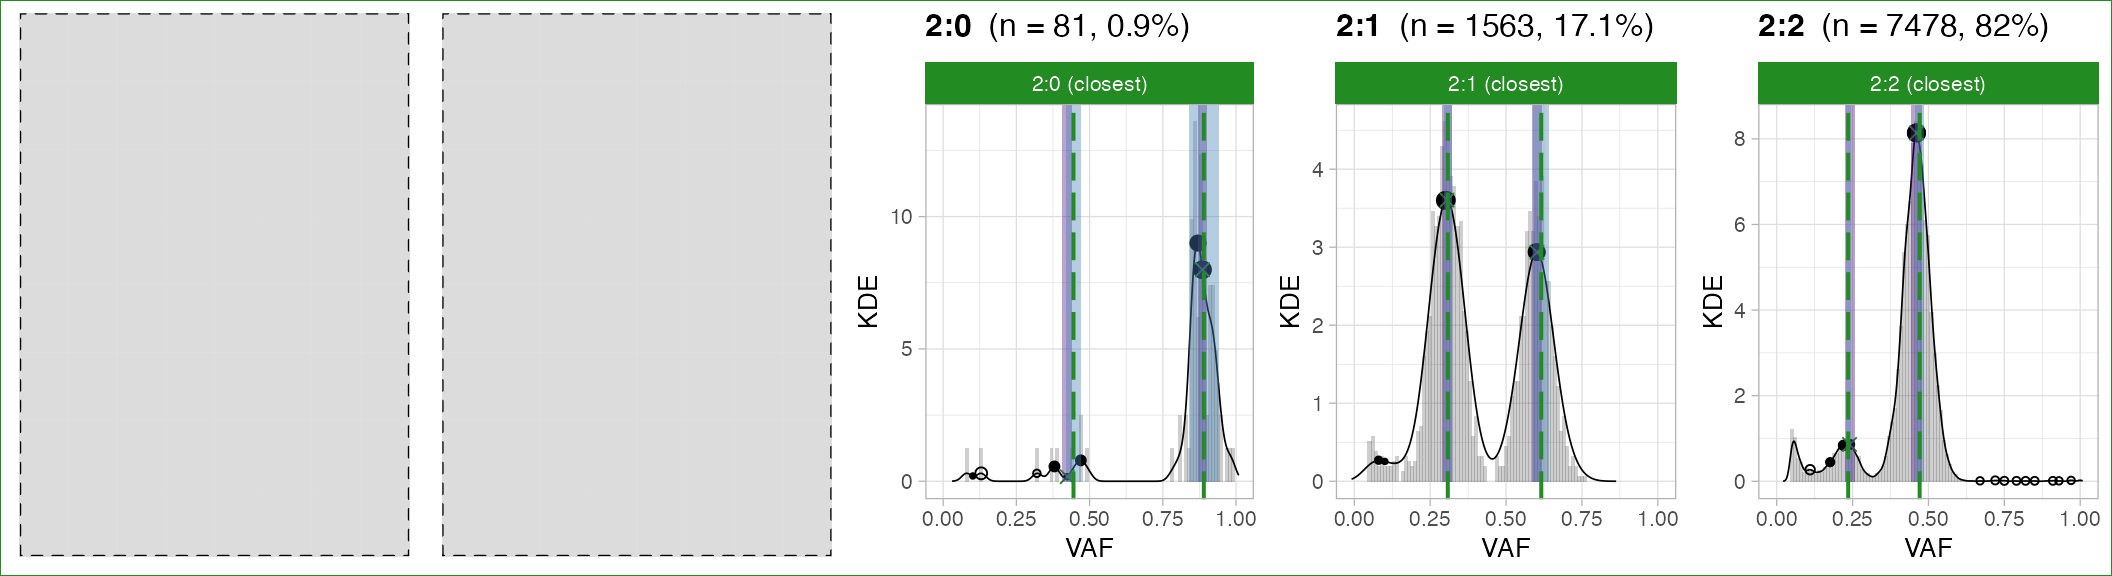 2:0 (n = 81, 0.9%)
2:0 (closest)
KDE
10
5
0
0.00 0.25 0.50 0.75 1.00
VAF
2:1 (n = 1563, 17.1%)
2:1 (closest)
KDE
4
3
2
1
0
0.00 0.25 0.50 0.75 1.00
VAF
2:2 (n = 7478, 82%)
2:2 (closest)
KDE
8
6
4
2
0
0.00 0.25 0.50 0.75 1.00
VAF